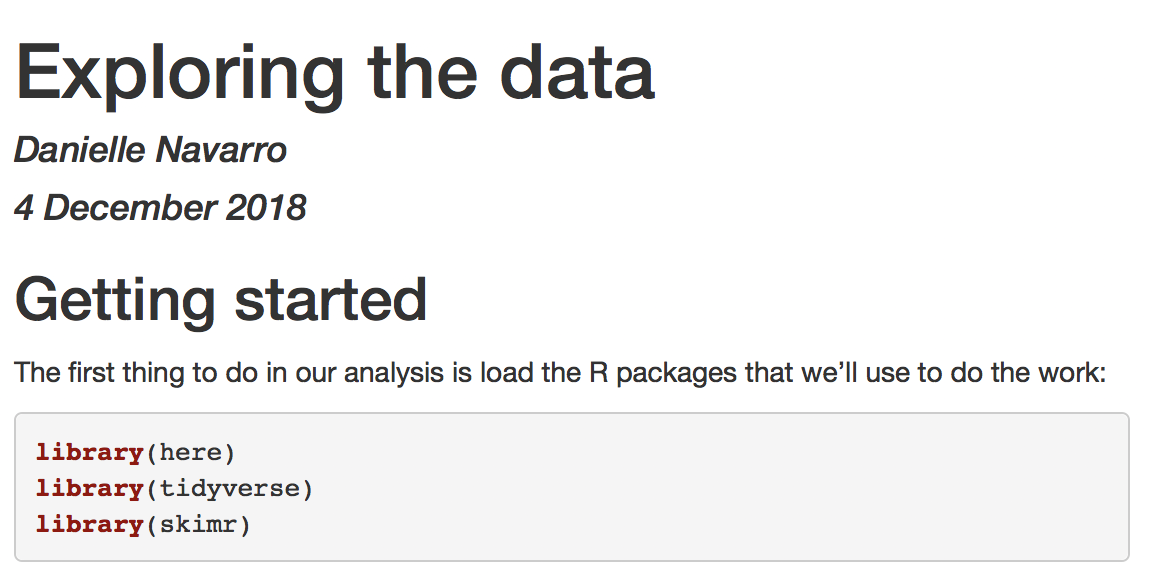 Exploring the data
Danielle Navarro
4 December 2018
Getting started
The first thing to do in our analysis is load the R packages that we’ll use to do the work:
library(here)
library(tidyverse)
library(skimr)